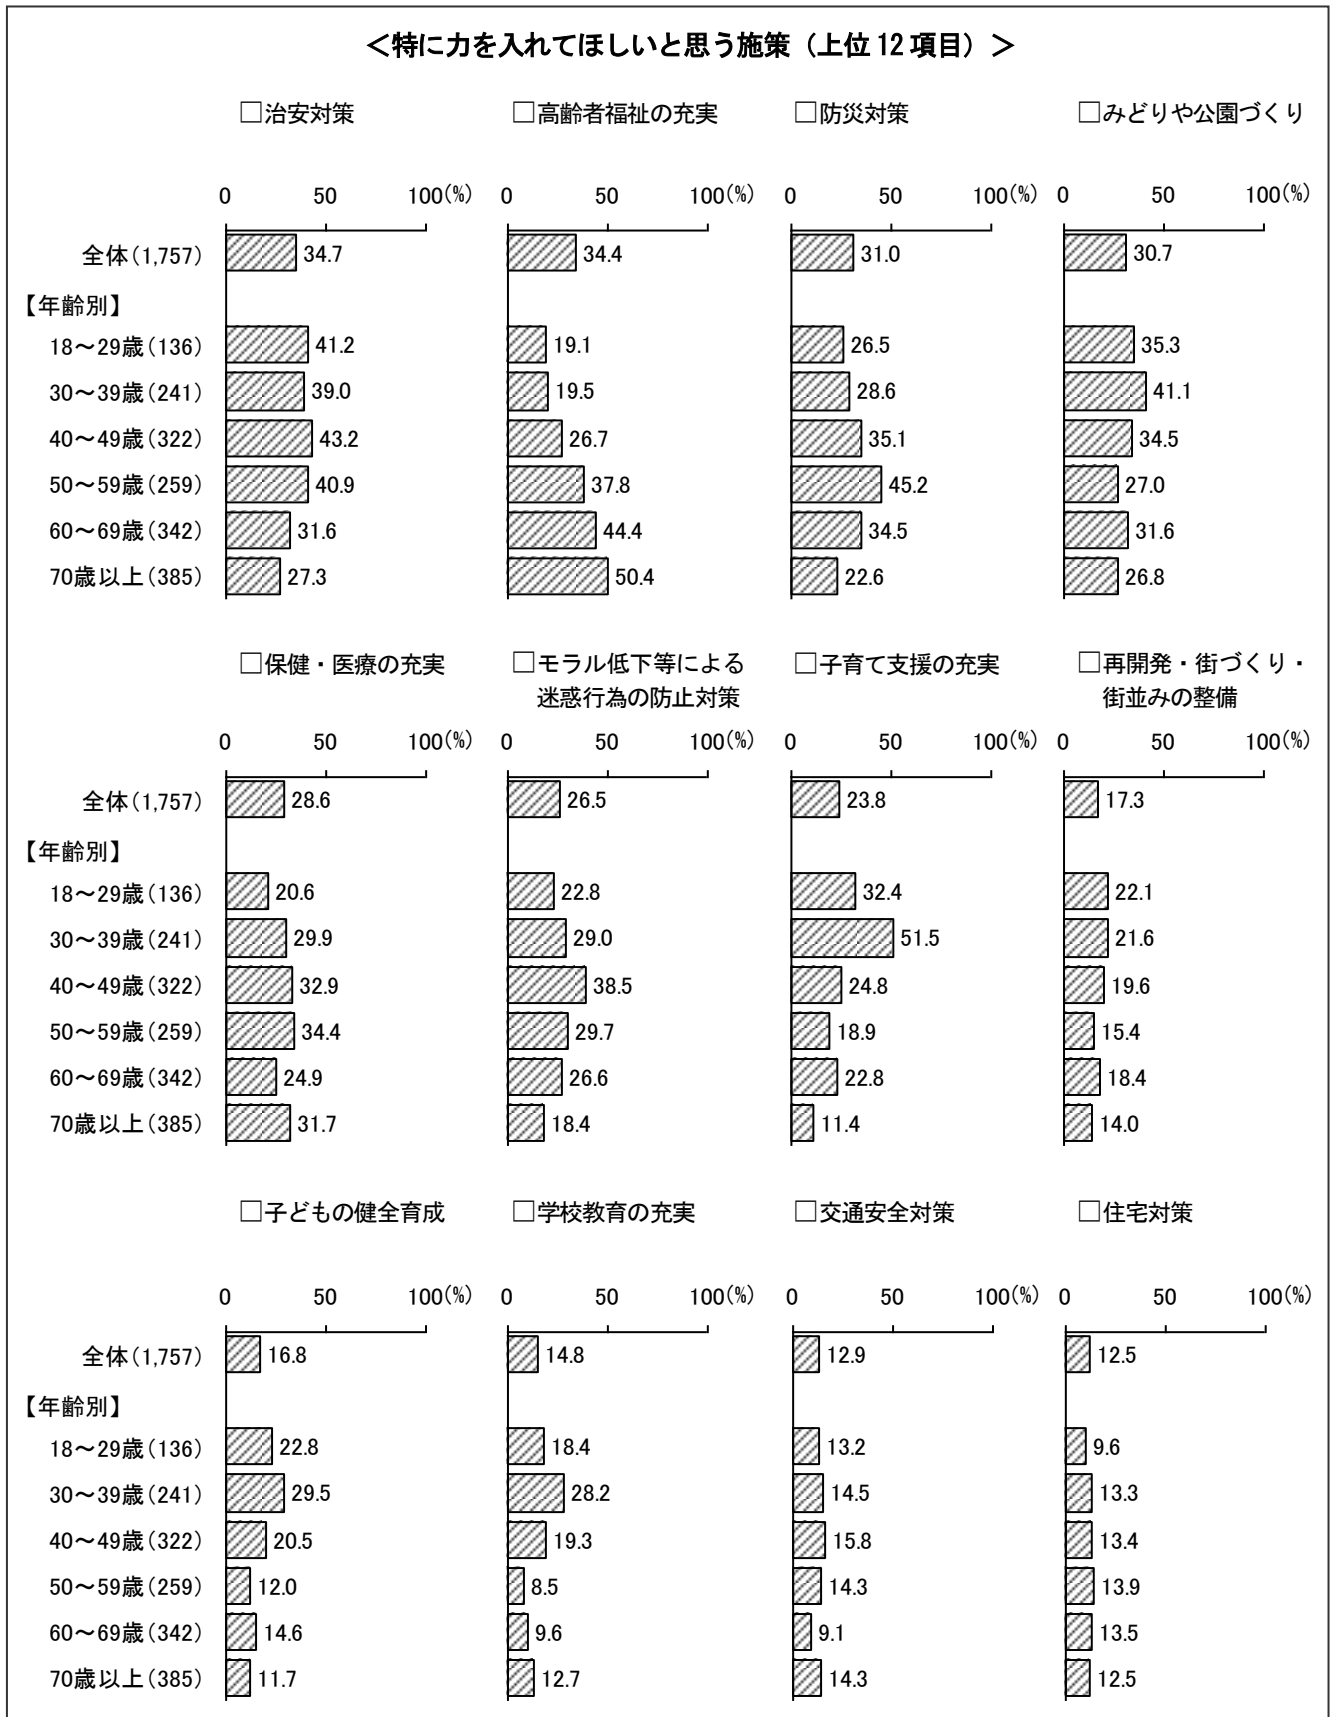 ＜特に力を入れてほしいと思う施策（上位12項目）＞
□治安対策 □高齢者福祉の充実 □防災対策 □みどりや公園づくり
0 50 100(%) 0 50 100(%) 0 50 100(%) 0 50 100(%)
全体(1,757) 34.7 34.4 31.0 30.7
【年齢別】
18～29歳(136) 41.2 19.1 26.5 35.3
30～39歳(241) 39.0 19.5 28.6 41.1
40～49歳(322) 43.2 26.7 35.1 34.5
50～59歳(259) 40.9 37.8 45.2 27.0
60～69歳(342) 31.6 44.4 34.5 31.6
70歳以上(385) 27.3 50.4 22.6 26.8
□保健・医療の充実 □モラル低下等による □子育て支援の充実 □再開発・街づくり・
迷惑行為の防止対策 街並みの整備
0 50 100(%) 0 50 100(%) 0 50 100(%) 0 50 100(%)
全体(1,757) 28.6 26.5 23.8 17.3
【年齢別】
18～29歳(136) 20.6 22.8 32.4 22.1
30～39歳(241) 29.9 29.0 51.5 21.6
40～49歳(322) 32.9 38.5 24.8 19.6
50～59歳(259) 34.4 29.7 18.9 15.4
60～69歳(342) 24.9 26.6 22.8 18.4
70歳以上(385) 31.7 18.4 11.4 14.0
□子どもの健全育成 □学校教育の充実 □交通安全対策 □住宅対策
0 50 100(%) 0 50 100(%) 0 50 100(%) 0 50 100(%)
全体(1,757) 16.8 14.8 12.9 12.5
【年齢別】
18～29歳(136) 22.8 18.4 13.2 9.6
30～39歳(241) 29.5 28.2 14.5 13.3
40～49歳(322) 20.5 19.3 15.8 13.4
50～59歳(259) 12.0 8.5 14.3 13.9
60～69歳(342) 14.6 9.6 9.1 13.5
70歳以上(385) 11.7 12.7 14.3 12.5